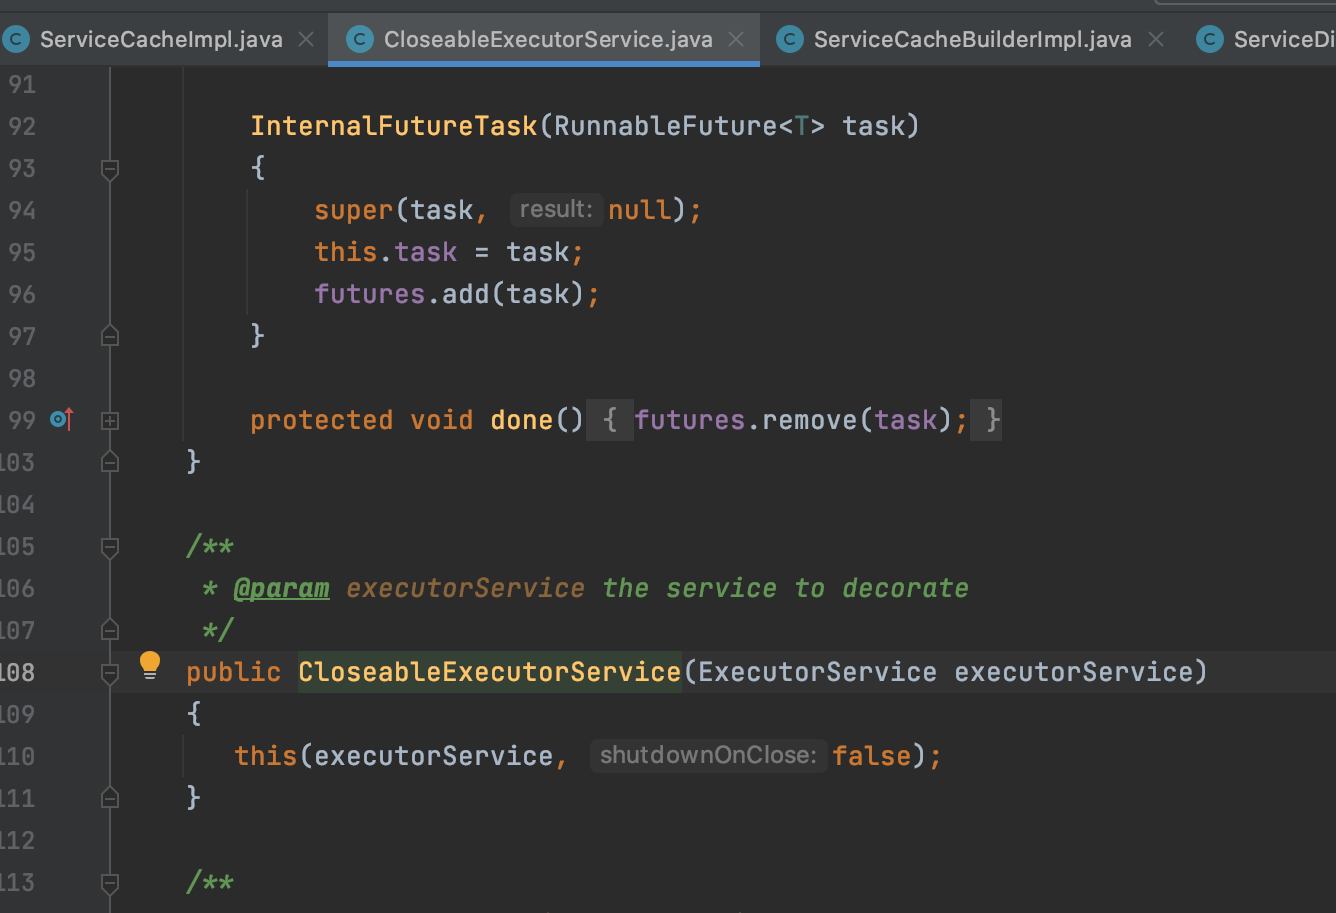 ServiceCacheImpl.java CloseableExecutorService.java ServiceCacheBuilderImpl.java ServiceDi
91
92 InternalFutureTask(RunnableFuture<T> task)
93 {
94 super(task, result: null);
95 this.task = task;
96 futures.add(task);
97 }
98
99 protected void done() { futures.remove(task); }
103 }
104
105 /**
106 * @param executorService the service to decorate
107 */
108 public CloseableExecutorService(ExecutorService executorService)
109 {
110 this(executorService, shutdownOnClose: false);
111 }
112
113 /**